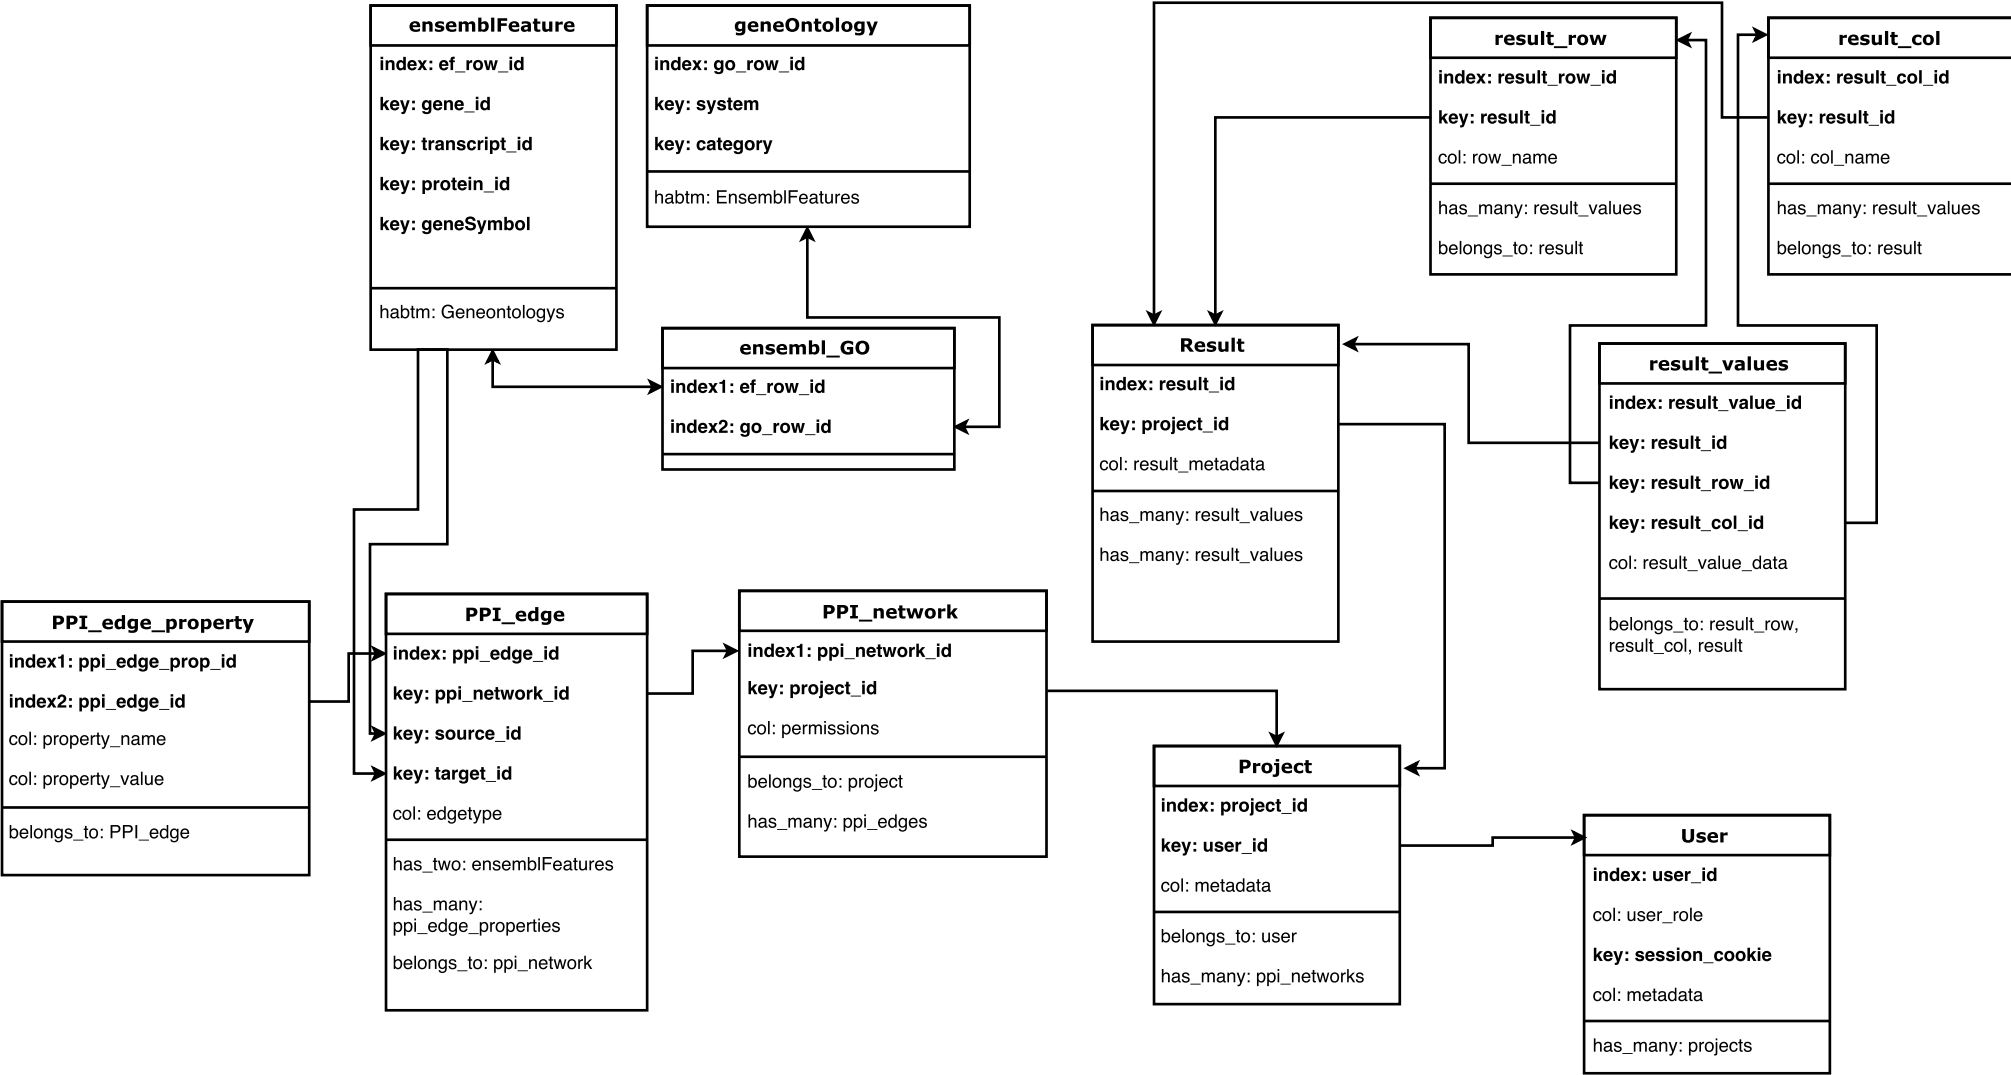 ensemblFeature
index: ef_row_id
key: gene_id
key: transcript_id
key: protein_id
key: geneSymbol
habtm: Geneontologys
geneOntology
index: go_row_id
key: system
key: category
habtm: EnsemblFeatures
ensembl_GO
index1: ef_row_id
index2: go_row_id
result_row
index: result_row_id
key: result_id
col: row_name
has_many: result_values
belongs_to: result
result_col
index: result_col_id
key: result_id
col: col_name
has_many: result_values
belongs_to: result
Result
index: result_id
key: project_id
col: result_metadata
has_many: result_values
has_many: result_values
result_values
index: result_value_id
key: result_id
key: result_row_id
key: result_col_id
col: result_value_data
belongs_to: result_row,
result_col, result
PPI_edge_property
index1: ppi_edge_prop_id
index2: ppi_edge_id
col: property_name
col: property_value
belongs_to: PPI_edge
PPI_edge
index: ppi_edge_id
key: ppi_network_id
key: source_id
key: target_id
col: edgetype
has_two: ensemblFeatures
has_many:
ppi_edge_properties
belongs_to: ppi_network
PPI_network
index1: ppi_network_id
key: project_id
col: permissions
belongs_to: project
has_many: ppi_edges
Project
index: project_id
key: user_id
col: metadata
belongs_to: user
has_many: ppi_networks
User
index: user_id
col: user_role
key: session_cookie
col: metadata
has_many: projects